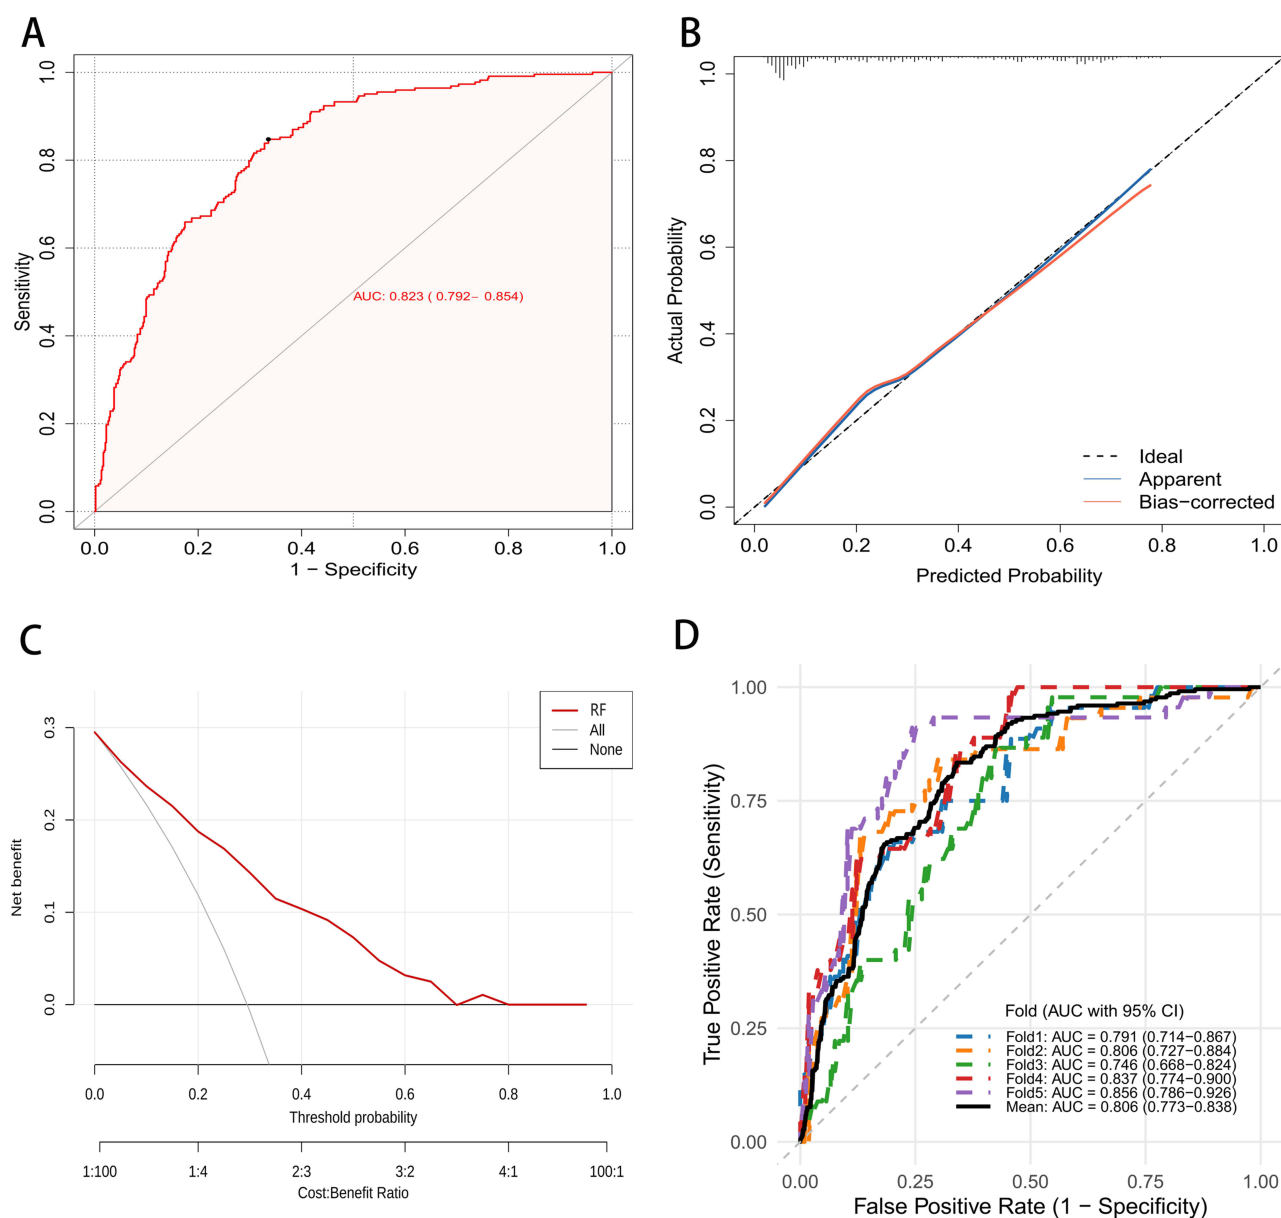 A
1.0
0.8
0.6
0.4
0.2
0.0
Sensitivity
AUC: 0.823 ( 0.792– 0.854)
0.0 0.2 0.4 0.6 0.8 1.0
1 – Specificity
B
1.0
0.8
0.6
0.4
0.2
0.0
Actual Probability
Ideal
Apparent
Bias–corrected
0.0 0.2 0.4 0.6 0.8 1.0
Predicted Probability
C
0.3
0.2
0.1
0.0
Net benefit
RF
All
None
0.0 0.2 0.4 0.6 0.8 1.0
Threshold probability
1:100 1:4 2:3 3:2 4:1 100:1
Cost:Benefit Ratio
D
1.00
0.75
0.50
0.25
0.00
True Positive Rate (Sensitivity)
Fold (AUC with 95% CI)
Fold1: AUC = 0.791 (0.714–0.867)
Fold2: AUC = 0.806 (0.727–0.884)
Fold3: AUC = 0.746 (0.668–0.824)
Fold4: AUC = 0.837 (0.774–0.900)
Fold5: AUC = 0.856 (0.786–0.926)
Mean: AUC = 0.806 (0.773–0.838)
0.00 0.25 0.50 0.75 1.00
False Positive Rate (1 – Specificity)